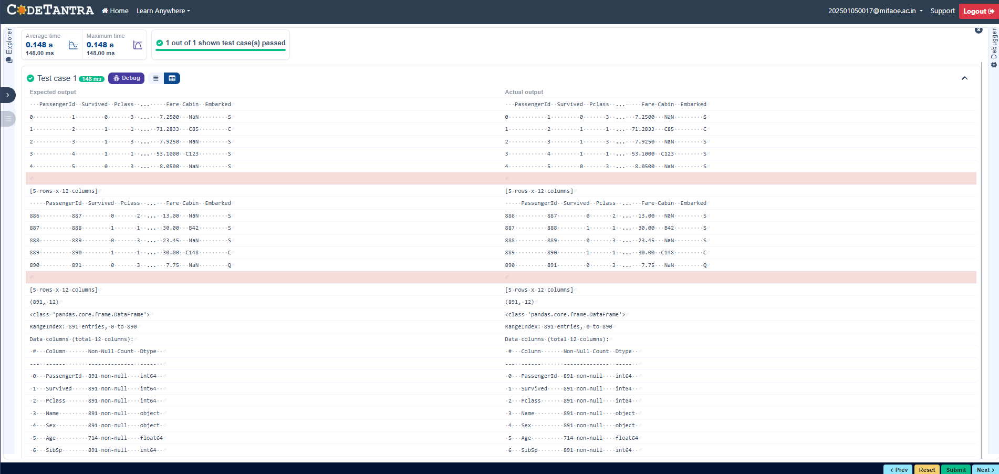 CODETANTRA Home Learn Anywhere 202501050017@mitaoe.ac.in Support Logout
Explorer
Debugger
Average time
0.148 s
148.00 ms
Maximum time
0.148 s
148.00 ms
1 out of 1 shown test case(s) passed
Test case 1 148 ms Debug
Expected output Actual output
···PassengerId··Survived··Pclass··...·····Fare·Cabin··Embarked ···PassengerId··Survived··Pclass··...·····Fare·Cabin··Embarked
0············1·········0·······3··...···7.2500···NaN·········S 0············1·········0·······3··...···7.2500···NaN·········S
1············2·········1·······1··...··71.2833···C85·········C 1············2·········1·······1··...··71.2833···C85·········C
2············3·········1·······3··...···7.9250···NaN·········S 2············3·········1·······3··...···7.9250···NaN·········S
3············4·········1·······1··...··53.1000··C123·········S 3············4·········1·······1··...··53.1000··C123·········S
4············5·········0·······3··...···8.0500···NaN·········S 4············5·········0·······3··...···8.0500···NaN·········S
[5·rows·x·12·columns] [5·rows·x·12·columns]
·····PassengerId··Survived··Pclass··...···Fare·Cabin··Embarked ·····PassengerId··Survived··Pclass··...···Fare·Cabin··Embarked
886··········887·········0·······2··...··13.00···NaN·········S 886··········887·········0·······2··...··13.00···NaN·········S
887··········888·········1·······1··...··30.00···B42·········S 887··········888·········1·······1··...··30.00···B42·········S
888··········889·········0·······3··...··23.45···NaN·········S 888··········889·········0·······3··...··23.45···NaN·········S
889··········890·········1·······1··...··30.00··C148·········C 889··········890·········1·······1··...··30.00··C148·········C
890··········891·········0·······3··...···7.75···NaN·········Q 890··········891·········0·······3··...···7.75···NaN·········Q
[5·rows·x·12·columns] [5·rows·x·12·columns]
(891,·12) (891,·12)
<class·'pandas.core.frame.DataFrame'> <class·'pandas.core.frame.DataFrame'>
RangeIndex:·891·entries,·0·to·890 RangeIndex:·891·entries,·0·to·890
Data·columns·(total·12·columns): Data·columns·(total·12·columns):
·#···Column·······Non-Null·Count··Dtype·· ·#···Column·······Non-Null·Count··Dtype··
---··------·······--------------··-----·· ---··------·······--------------··-----··
·0···PassengerId··891·non-null····int64·· ·0···PassengerId··891·non-null····int64··
·1···Survived·····891·non-null····int64·· ·1···Survived·····891·non-null····int64··
·2···Pclass·······891·non-null····int64·· ·2···Pclass·······891·non-null····int64··
·3···Name·········891·non-null····object· ·3···Name·········891·non-null····object·
·4···Sex··········891·non-null····object· ·4···Sex··········891·non-null····object·
·5···Age··········714·non-null····float64 ·5···Age··········714·non-null····float64
·6···SibSp········891·non-null····int64·· ·6···SibSp········891·non-null····int64··
< Prev Reset Submit Next >